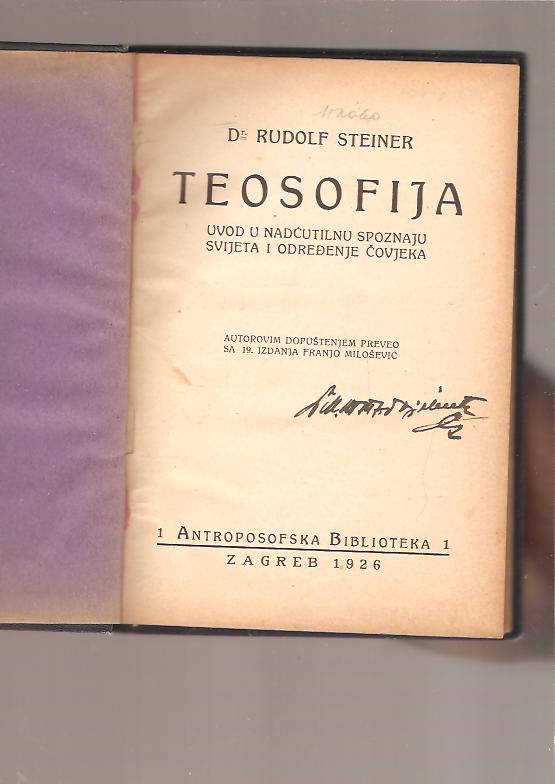 Dr. RUDOLF STEINER
TEOSOFIJA
UVOD U NADĆUTILNU SPOZNAJU
SVIJETA I ODREĐENJE ČOVJEKA
AUTOROVIM DOPUŠTENJEM PREVEO
SA 19. IZDANJA FRANJO MILOŠEVIĆ
1 ANTROPOSOFSKA BIBLIOTEKA 1
ZAGREB 1926